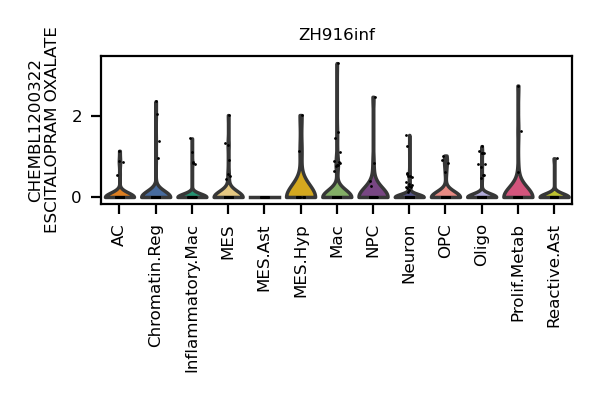 ZH916inf
CHEMBL1200322
ESCITALOPRAM OXALATE
2
0
AC
Chromatin.Reg
Inflammatory.Mac
MES
MES.Ast
MES.Hyp
Mac
NPC
Neuron
OPC
Oligo
Prolif.Metab
Reactive.Ast